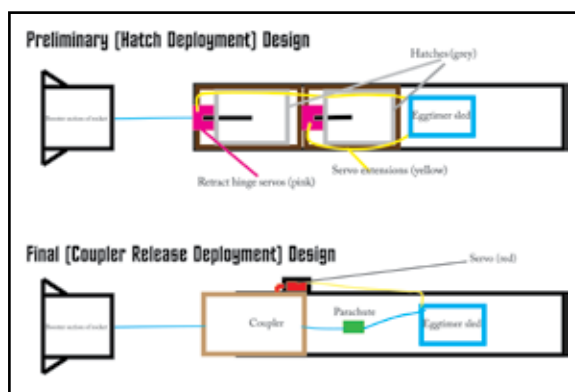 Preliminary (Hatch Deployment) Design
Hatches(grey)
Booster section of rocket
Eggtimer sled
Retract hinge servos (pink)
Servo extensions (yellow)
Final (Coupler Release Deployment) Design
Servo (red)
Booster section of rocket
Coupler
Parachute
Eggtimer sled